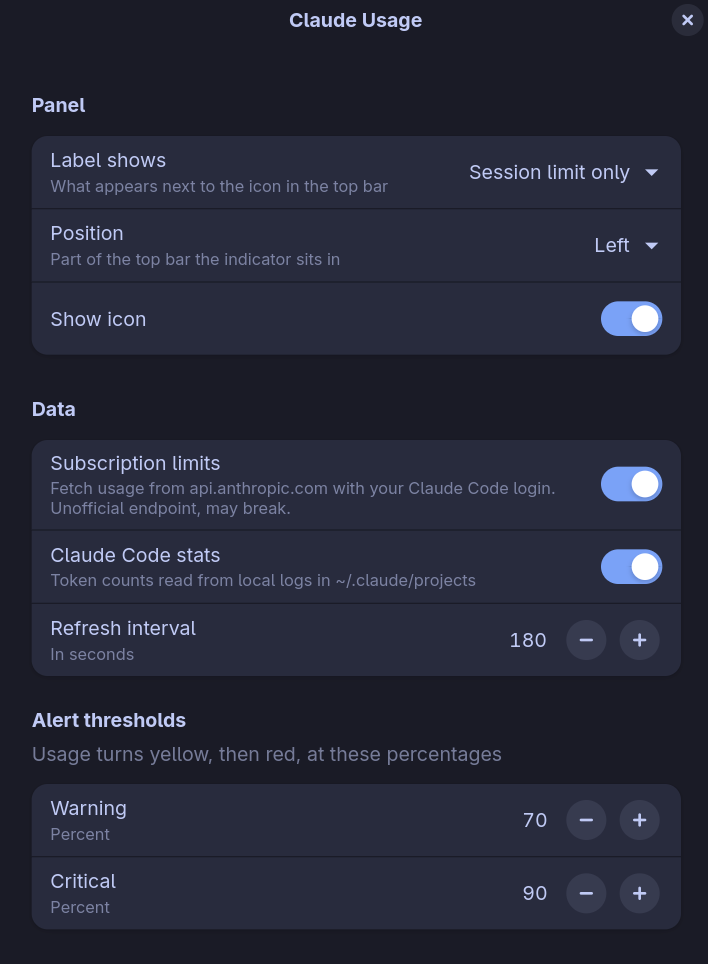 Claude Usage
Panel
Label shows
What appears next to the icon in the top bar
Session limit only
Position
Part of the top bar the indicator sits in
Left
Show icon
Data
Subscription limits
Fetch usage from api.anthropic.com with your Claude Code login.
Unofficial endpoint, may break.
Claude Code stats
Token counts read from local logs in ~/.claude/projects
Refresh interval
In seconds
180
Alert thresholds
Usage turns yellow, then red, at these percentages
Warning
Percent
70
Critical
Percent
90